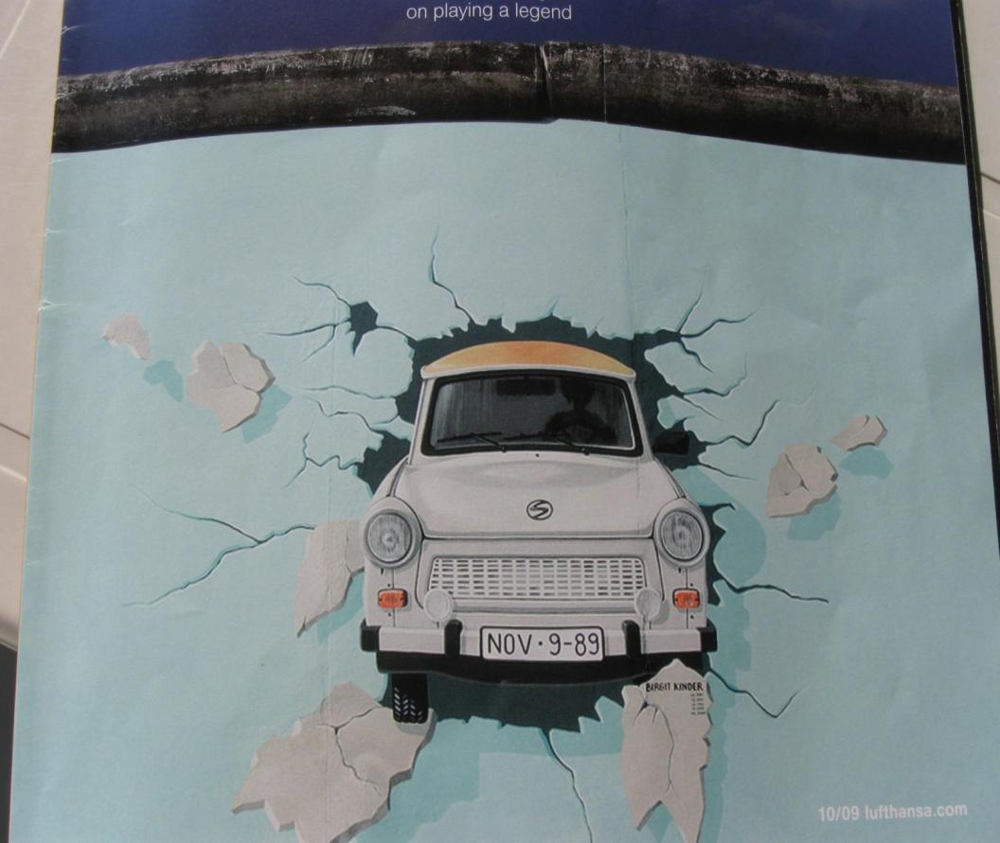 on playing a legend
NOV·9-89
BIRGIT KINDER
10/09 lufthansa.com